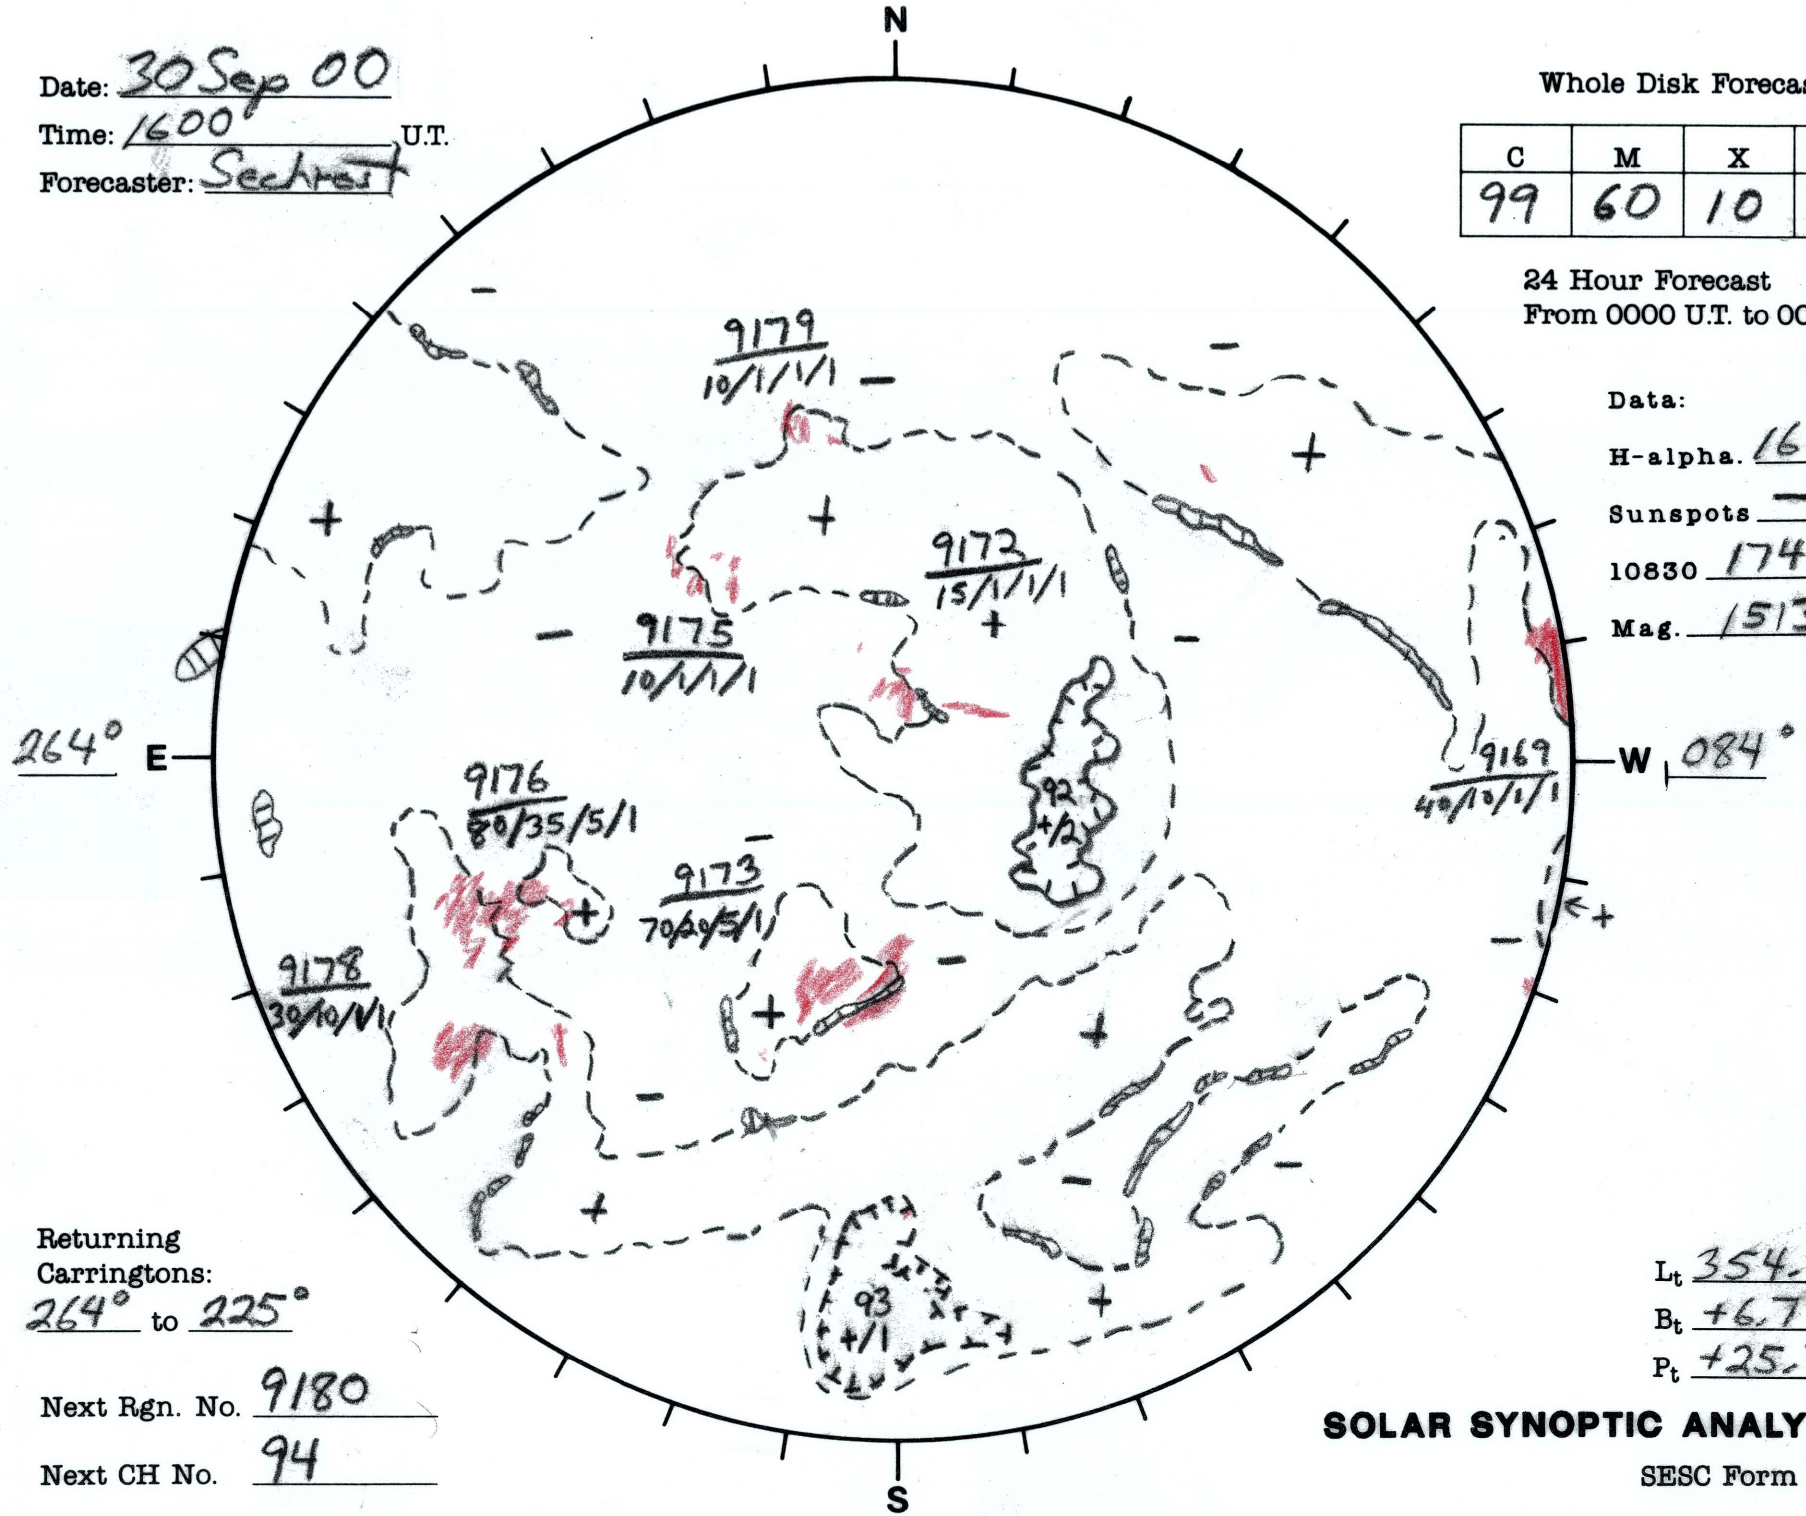 N
Date: 30 Sep 00
Time: 1600 U.T.
Forecaster: Sechrest
Whole Disk Forecas
C M X
99 60 10
24 Hour Forecast
From 0000 U.T. to 00
Data:
H-alpha. 16
Sunspots —
10830 174
Mag. 1513
-
9179
10/1/1/1
-
-
+
+
+
9172
15/1/1/1
+
-
-
9175
10/1/1/1
264° E
W 084°
9169
40/10/1/1
92
+/2
9176
80/35/5/1
+
-
9173
70/20/5/1
+
-
9178
30/10/1/1
-
← +
+
-
+
-
-
93
+/1
+
Returning
Carringtons:
264° to 225°
Next Rgn. No. 9180
Next CH No. 94
Lt 354.
Bt +6.7
Pt +25.
SOLAR SYNOPTIC ANALY
SESC Form
S